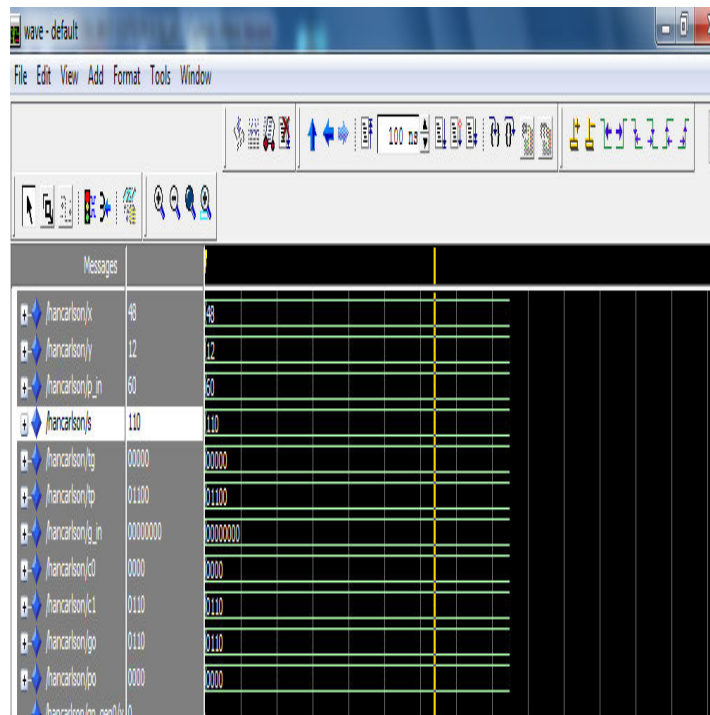 wave - default
File Edit View Add Format Tools Window
100 ns
Messages
/hancarlson/x 48 48
/hancarlson/y 12 12
/hancarlson/p_in 60 60
/hancarlson/s 110 110
/hancarlson/tg 00000 00000
/hancarlson/tp 01100 01100
/hancarlson/g_in 00000000 00000000
/hancarlson/c0 0000 0000
/hancarlson/c1 0110 0110
/hancarlson/go 0110 0110
/hancarlson/po 0000 0000